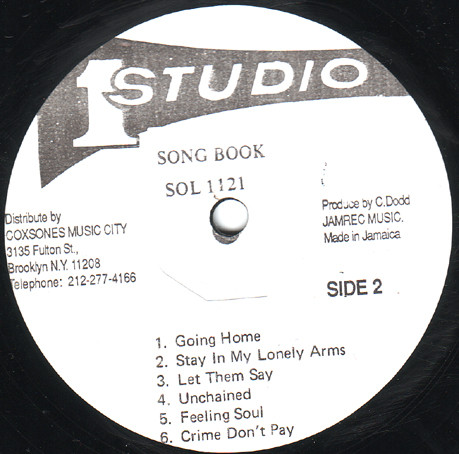 1 STUDIO
SONG BOOK
SOL 1121
Distribute by
COXSONES MUSIC CITY
3135 Fulton St.,
Brooklyn N.Y. 11208
Telephone: 212-277-4166
Produce by C.Dodd
JAMREC MUSIC.
Made in Jamaica
SIDE 2
1. Going Home
2. Stay In My Lonely Arms
3. Let Them Say
4. Unchained
5. Feeling Soul
6. Crime Don't Pay